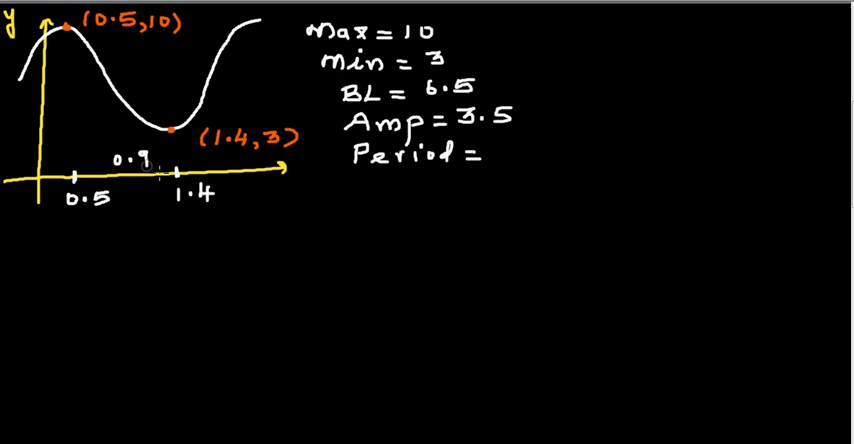 y
(0.5,10)
Max = 10
Min = 3
BL = 6.5
Amp = 3.5
(1.4,3)
Period =
0.9
0.5
1.4